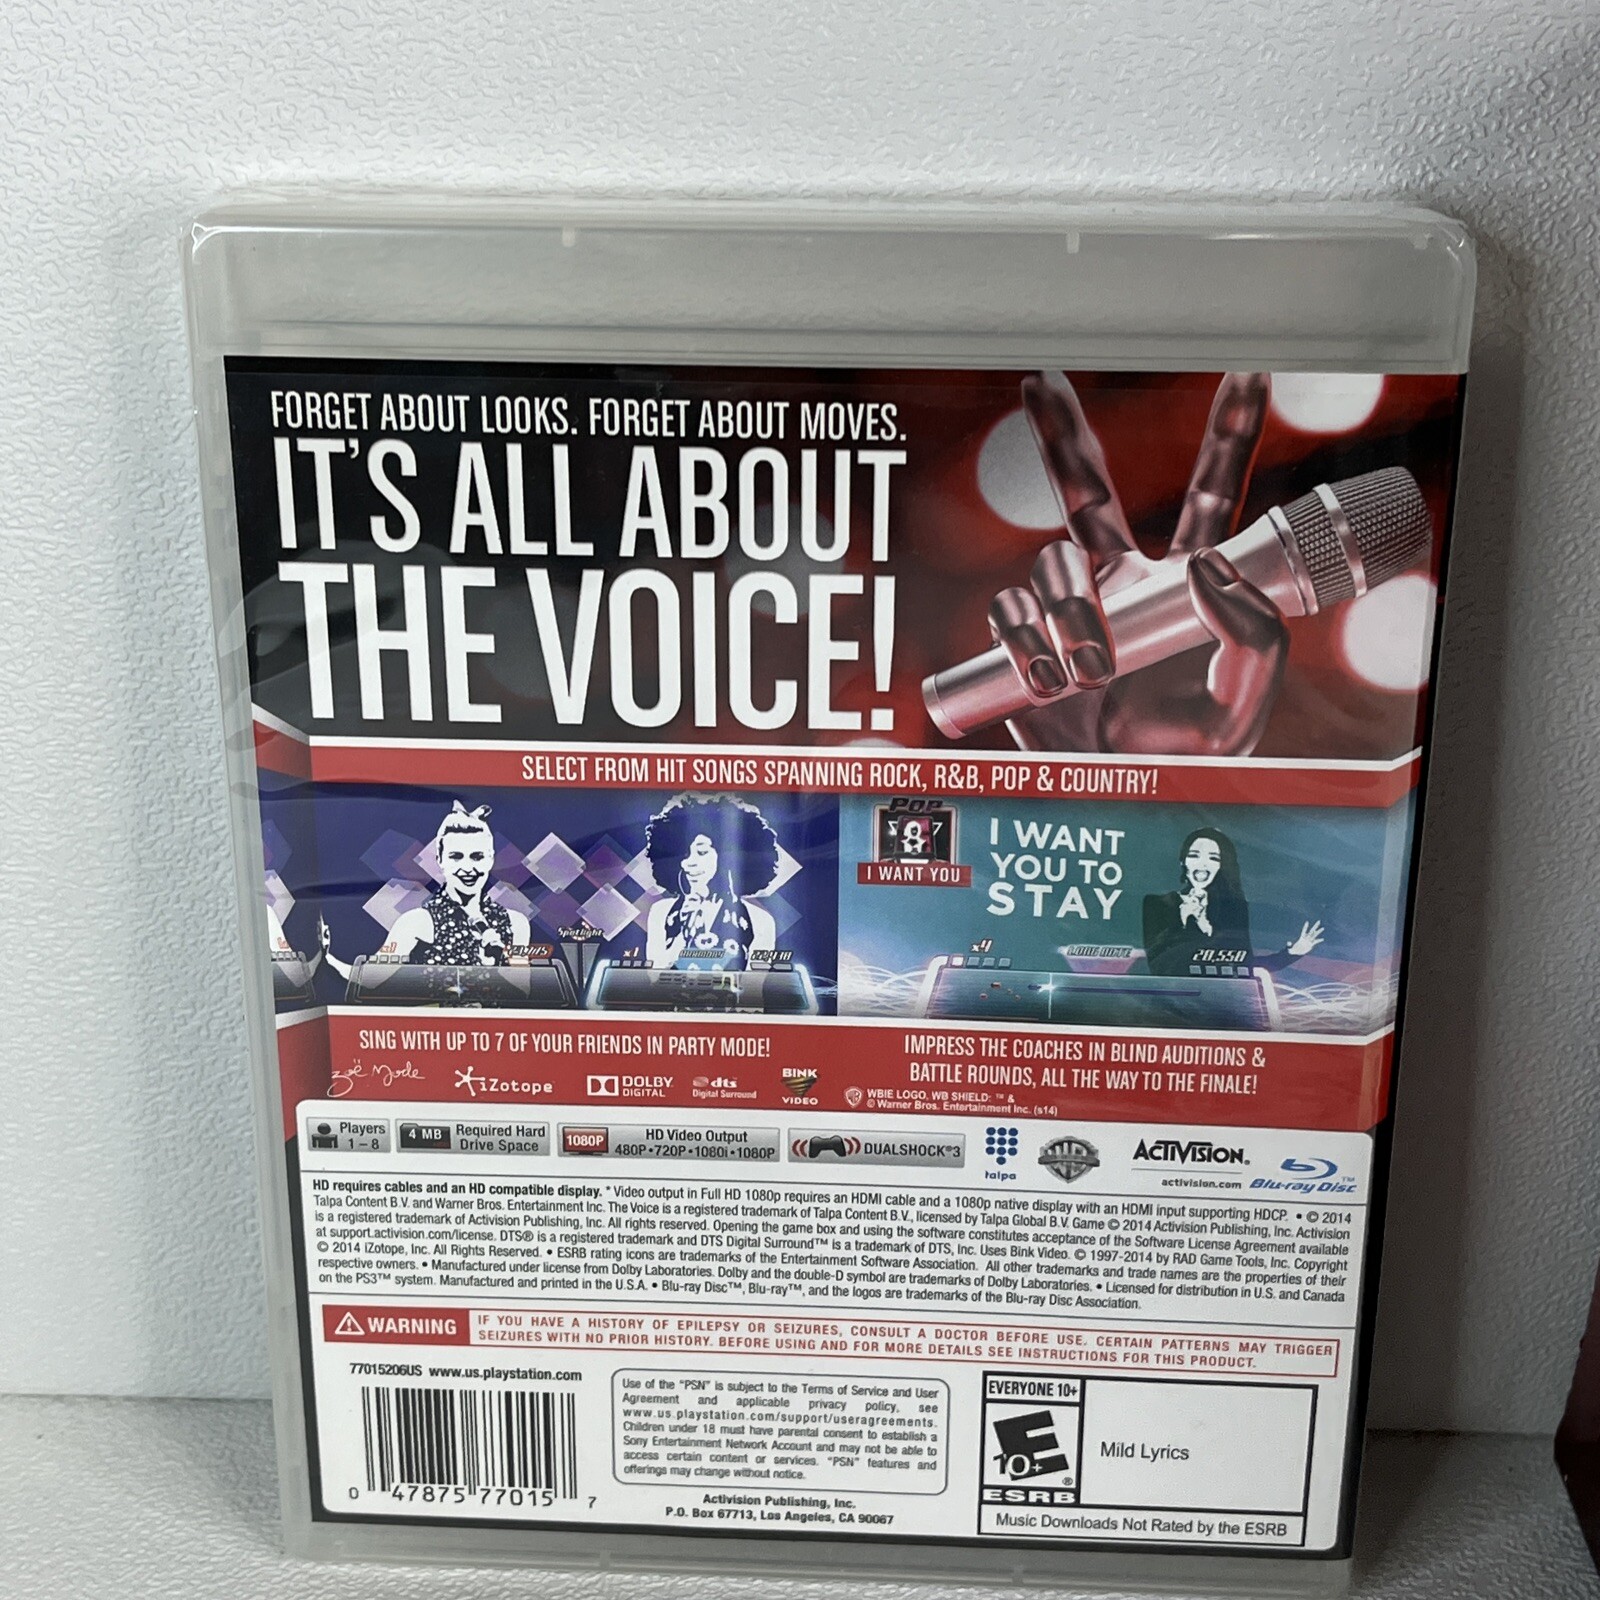 FORGET ABOUT LOOKS. FORGET ABOUT MOVES.
IT'S ALL ABOUT
THE VOICE!
SELECT FROM HIT SONGS SPANNING ROCK, R&B, POP & COUNTRY!
x1
Spotlight
x1
POP
I WANT YOU
I WANT
YOU TO
STAY
x4
LONG NOTE
20,550
SING WITH UP TO 7 OF YOUR FRIENDS IN PARTY MODE!
IMPRESS THE COACHES IN BLIND AUDITIONS &
BATTLE ROUNDS, ALL THE WAY TO THE FINALE!
zoë Mode
iZotope
DOLBY
DIGITAL
dts
Digital Surround
BINK
VIDEO
WBIE LOGO, WB SHIELD: ™ &
© Warner Bros. Entertainment Inc. (s14)
Players
1 – 8
4 MB
Required Hard
Drive Space
1080P
HD Video Output
480P•720P•1080i•1080P
DUALSHOCK®3
talpa
ACTIVISION®
activision.com
Blu-ray Disc™
HD requires cables and an HD compatible display. * Video output in Full HD 1080p requires an HDMI cable and a 1080p native display with an HDMI input supporting HDCP. • © 2014
Talpa Content B.V. and Warner Bros. Entertainment Inc. The Voice is a registered trademark of Talpa Content B.V., licensed by Talpa Global B.V. Game © 2014 Activision Publishing, Inc. Activision
is a registered trademark of Activision Publishing, Inc. All rights reserved. Opening the game box and using the software constitutes acceptance of the Software License Agreement available
at support.activision.com/license. DTS® is a registered trademark and DTS Digital Surround™ is a trademark of DTS, Inc. Uses Bink Video. © 1997-2014 by RAD Game Tools, Inc. Copyright
© 2014 iZotope, Inc. All Rights Reserved. • ESRB rating icons are trademarks of the Entertainment Software Association. All other trademarks and trade names are the properties of their
respective owners. • Manufactured under license from Dolby Laboratories. Dolby and the double-D symbol are trademarks of Dolby Laboratories. • Licensed for distribution in U.S. and Canada
on the PS3™ system. Manufactured and printed in the U.S.A. • Blu-ray Disc™, Blu-ray™, and the logos are trademarks of the Blu-ray Disc Association.
WARNING
IF YOU HAVE A HISTORY OF EPILEPSY OR SEIZURES, CONSULT A DOCTOR BEFORE USE. CERTAIN PATTERNS MAY TRIGGER
SEIZURES WITH NO PRIOR HISTORY. BEFORE USING AND FOR MORE DETAILS SEE INSTRUCTIONS FOR THIS PRODUCT.
77015206US www.us.playstation.com
0 47875 77015 7
Use of the "PSN" is subject to the Terms of Service and User
Agreement and applicable privacy policy, see
www.us.playstation.com/support/useragreements.
Children under 18 must have parental consent to establish a
Sony Entertainment Network Account and may not be able to
access certain content or services. "PSN" features and
offerings may change without notice.
Activision Publishing, Inc.
P.O. Box 67713, Los Angeles, CA 90067
EVERYONE 10+
E
10+
®
ESRB
Mild Lyrics
Music Downloads Not Rated by the ESRB